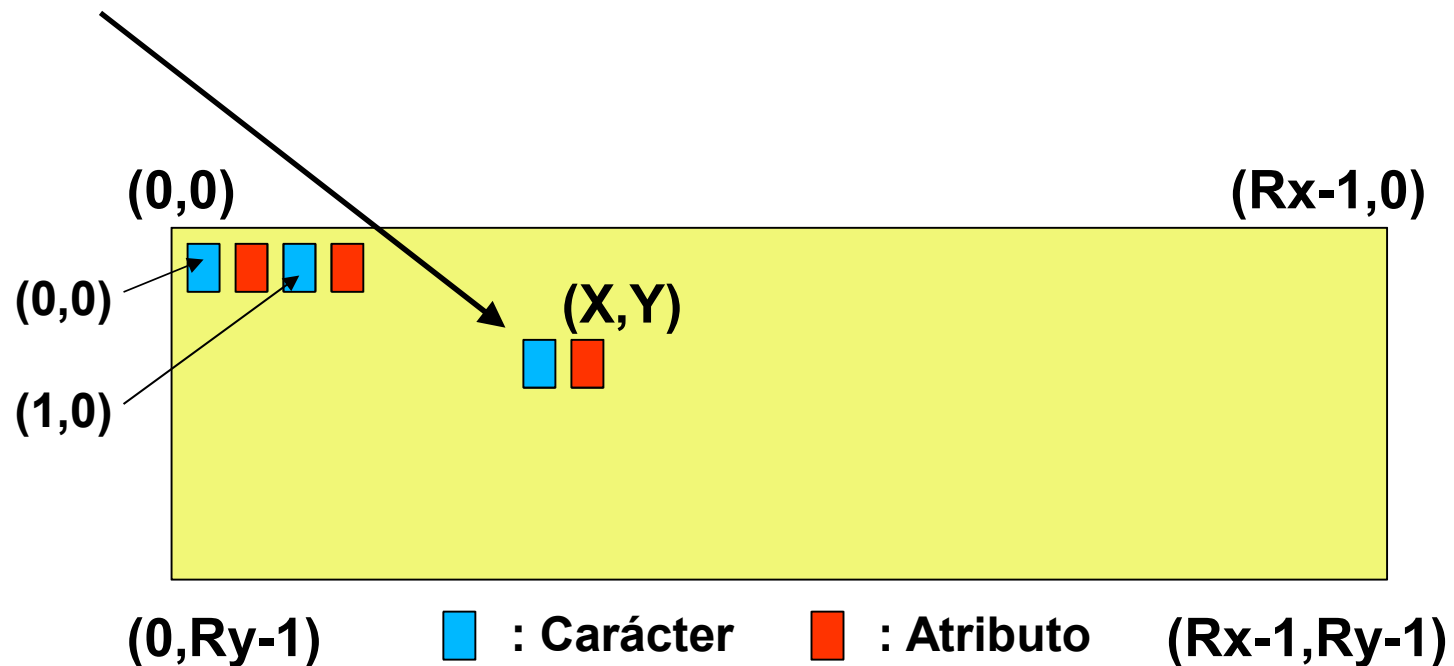 (0,0) (Rx-1,0)
(0,0)
(X,Y)
(1,0)
(0,Ry-1) : Carácter : Atributo (Rx-1,Ry-1)